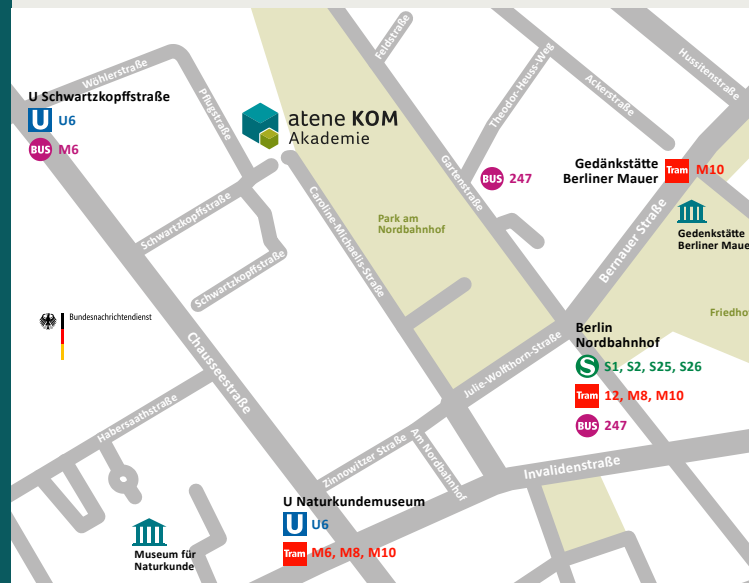 Feldstraße
Theodor-Heuss-Weg
Hussitenstraße
Ackerstraße
Wöhlerstraße
Pflugstraße
U Schwartzkopffstraße
U U6
BUS M6
atene KOM
Akademie
Gartenstraße
BUS 247
Gedänkstätte
Berliner Mauer
Tram M10
Gedenkstätte
Berliner Maue
Bernauer Straße
Caroline-Michaelis-Straße
Park am
Nordbahnhof
Schwartzkopffstraße
Schwartzkopffstraße
Bundesnachrichtendienst
Friedhof
Berlin
Nordbahnhof
S S1, S2, S25, S26
Tram 12, M8, M10
BUS 247
Chausseestraße
Julie-Wolfthorn-Straße
Habersaathstraße
Zinnowitzer Straße
Am Nordbahnhof
Invalidenstraße
U Naturkundemuseum
U U6
Tram M6, M8, M10
Museum für
Naturkunde